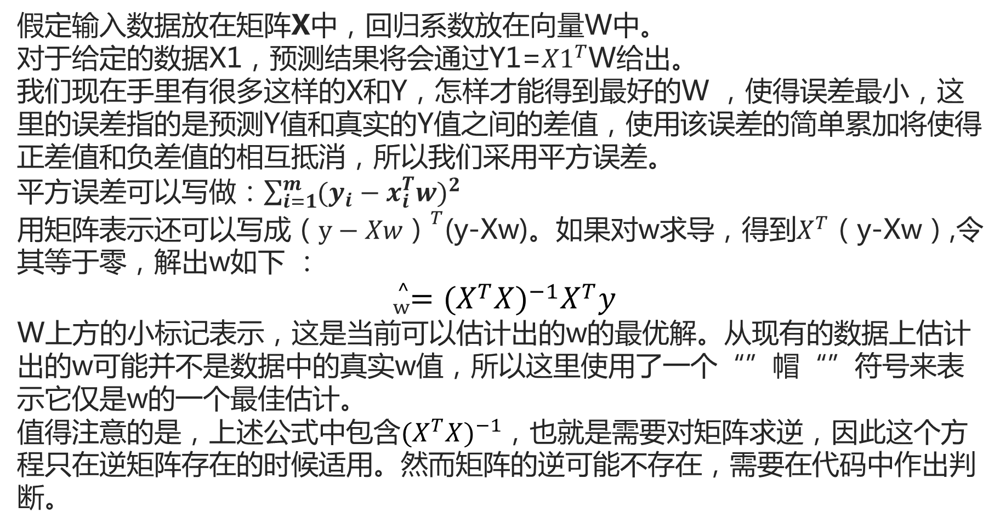 假定输入数据放在矩阵X中，回归系数放在向量W中。
对于给定的数据X1，预测结果将会通过Y1=$X1^T$W给出。
我们现在手里有很多这样的X和Y，怎样才能得到最好的W ，使得误差最小，这
里的误差指的是预测Y值和真实的Y值之间的差值，使用该误差的简单累加将使得
正差值和负差值的相互抵消，所以我们采用平方误差。
平方误差可以写做：$\sum_{i=1}^{m}(y_i - x_i^T w)^2$
用矩阵表示还可以写成$（y-Xw）^T$(y-Xw)。如果对w求导，得到$X^T$（y-Xw）,令
其等于零，解出w如下 ：
$\hat{w} = (X^T X)^{-1} X^T y$
W上方的小标记表示，这是当前可以估计出的w的最优解。从现有的数据上估计
出的w可能并不是数据中的真实w值，所以这里使用了一个“”帽“”符号来表
示它仅是w的一个最佳估计。
值得注意的是，上述公式中包含$(X^T X)^{-1}$，也就是需要对矩阵求逆，因此这个方
程只在逆矩阵存在的时候适用。然而矩阵的逆可能不存在，需要在代码中作出判
断。